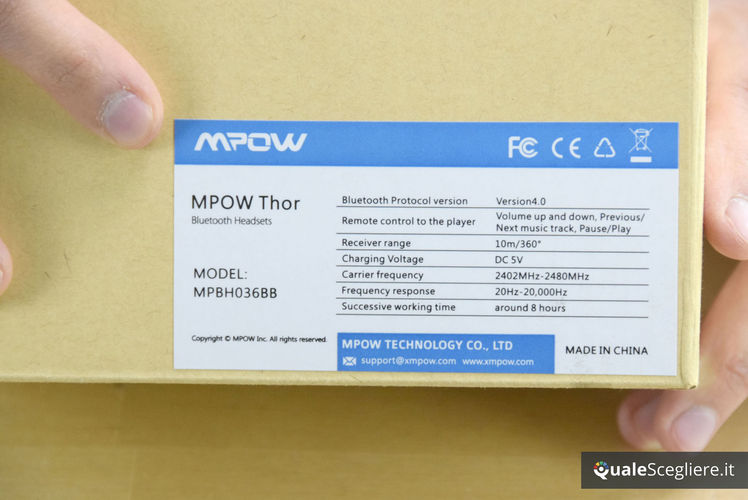 MPOW
FC CE
MPOW Thor
Bluetooth Headsets
MODEL:
MPBH036BB
Bluetooth Protocol version Version4.0
Remote control to the player Volume up and down, Previous/
Next music track, Pause/Play
Receiver range 10m/360°
Charging Voltage DC 5V
Carrier frequency 2402MHz-2480MHz
Frequency response 20Hz-20,000Hz
Successive working time around 8 hours
Copyright © MPOW Inc. All rights reserved.
MPOW TECHNOLOGY CO., LTD
support@xmpow.com www.xmpow.com
MADE IN CHINA
QualeScegliere.it